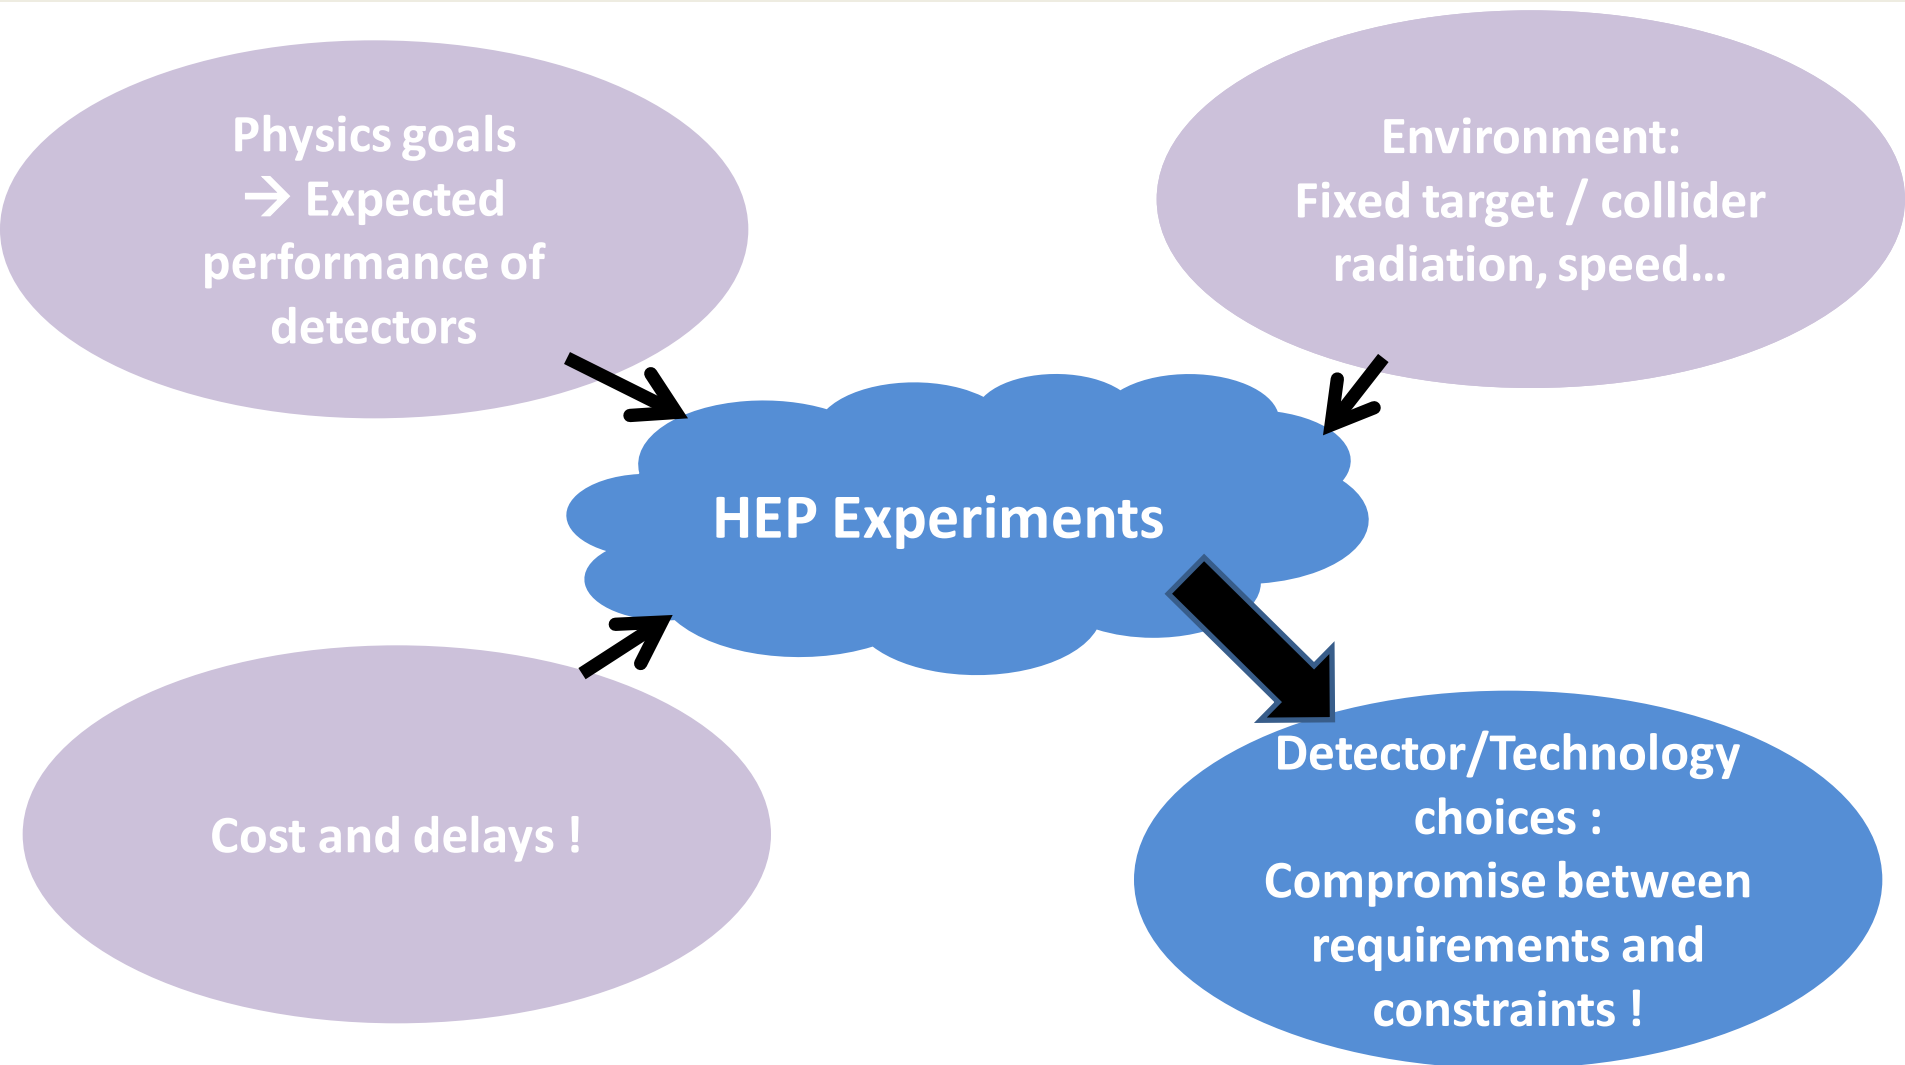 Physics goals
→ Expected
performance of
detectors
Environment:
Fixed target / collider
radiation, speed...
HEP Experiments
Cost and delays !
Detector/Technology
choices :
Compromise between
requirements and
constraints !